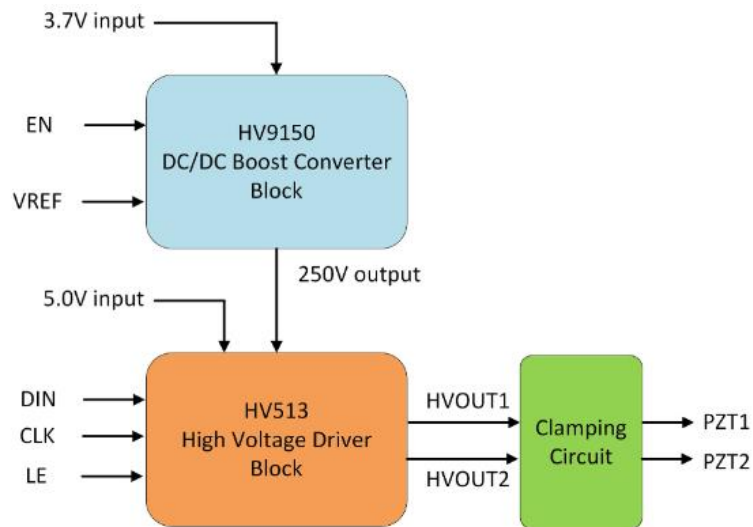 3.7V input
EN
VREF
HV9150
DC/DC Boost Converter
Block
250V output
5.0V input
DIN
CLK
LE
HV513
High Voltage Driver
Block
HVOUT1
HVOUT2
Clamping
Circuit
PZT1
PZT2